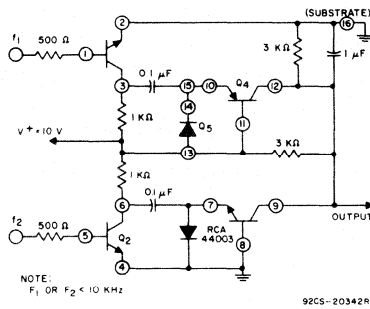 (SUBSTRATE)
f1
500 Ω
1
2
16
3 KΩ
1 μF
0.1 μF
3
15
10
Q4
12
14
1 KΩ
Q5
11
V+=10 V
13
3 KΩ
1 KΩ
0.1 μF
6
7
9
OUTPUT
f2
500 Ω
5
Q2
RCA
44003
8
4
NOTE:
F1 OR F2 < 10 KHz
92CS-20342R